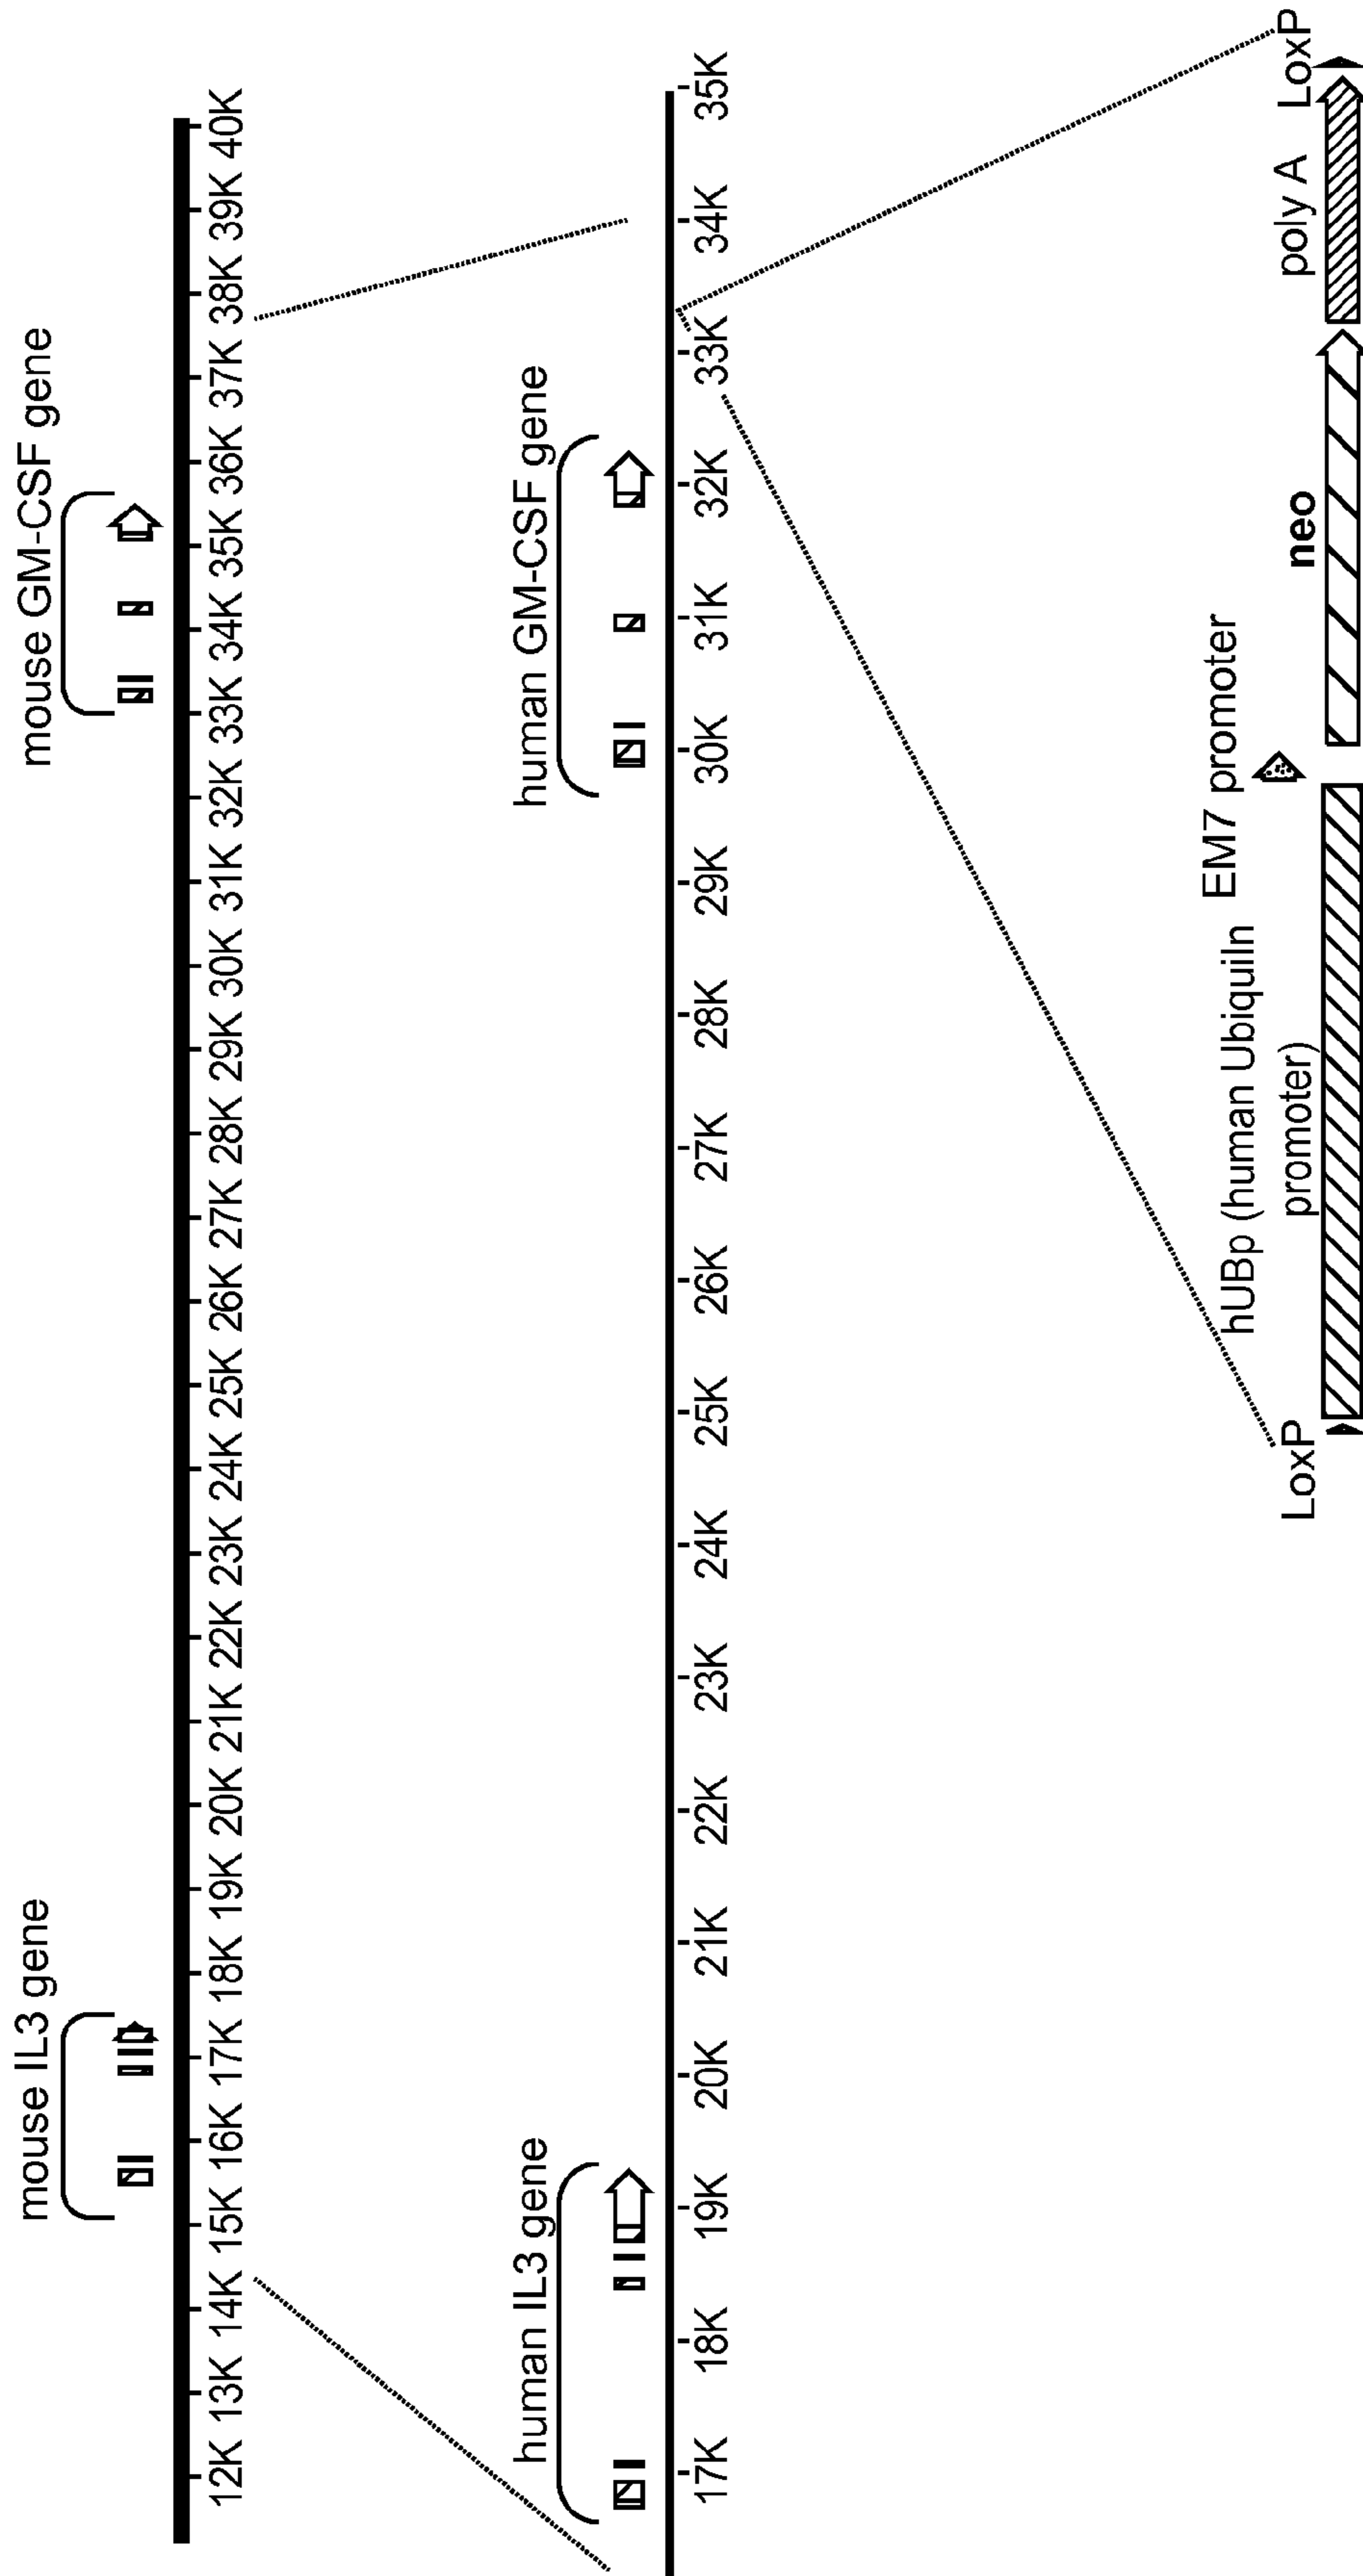 mouse IL3 gene
mouse GM-CSF gene
12K 13K 14K 15K 16K 17K 18K 19K 20K 21K 22K 23K 24K 25K 26K 27K 28K 29K 30K 31K 32K 33K 34K 35K 36K 37K 38K 39K 40K
human IL3 gene
human GM-CSF gene
17K 18K 19K 20K 21K 22K 23K 24K 25K 26K 27K 28K 29K 30K 31K 32K 33K 34K 35K
LoxP
hUBp (human UbiquiIn
promoter)
EM7 promoter
neo
poly A
LoxP